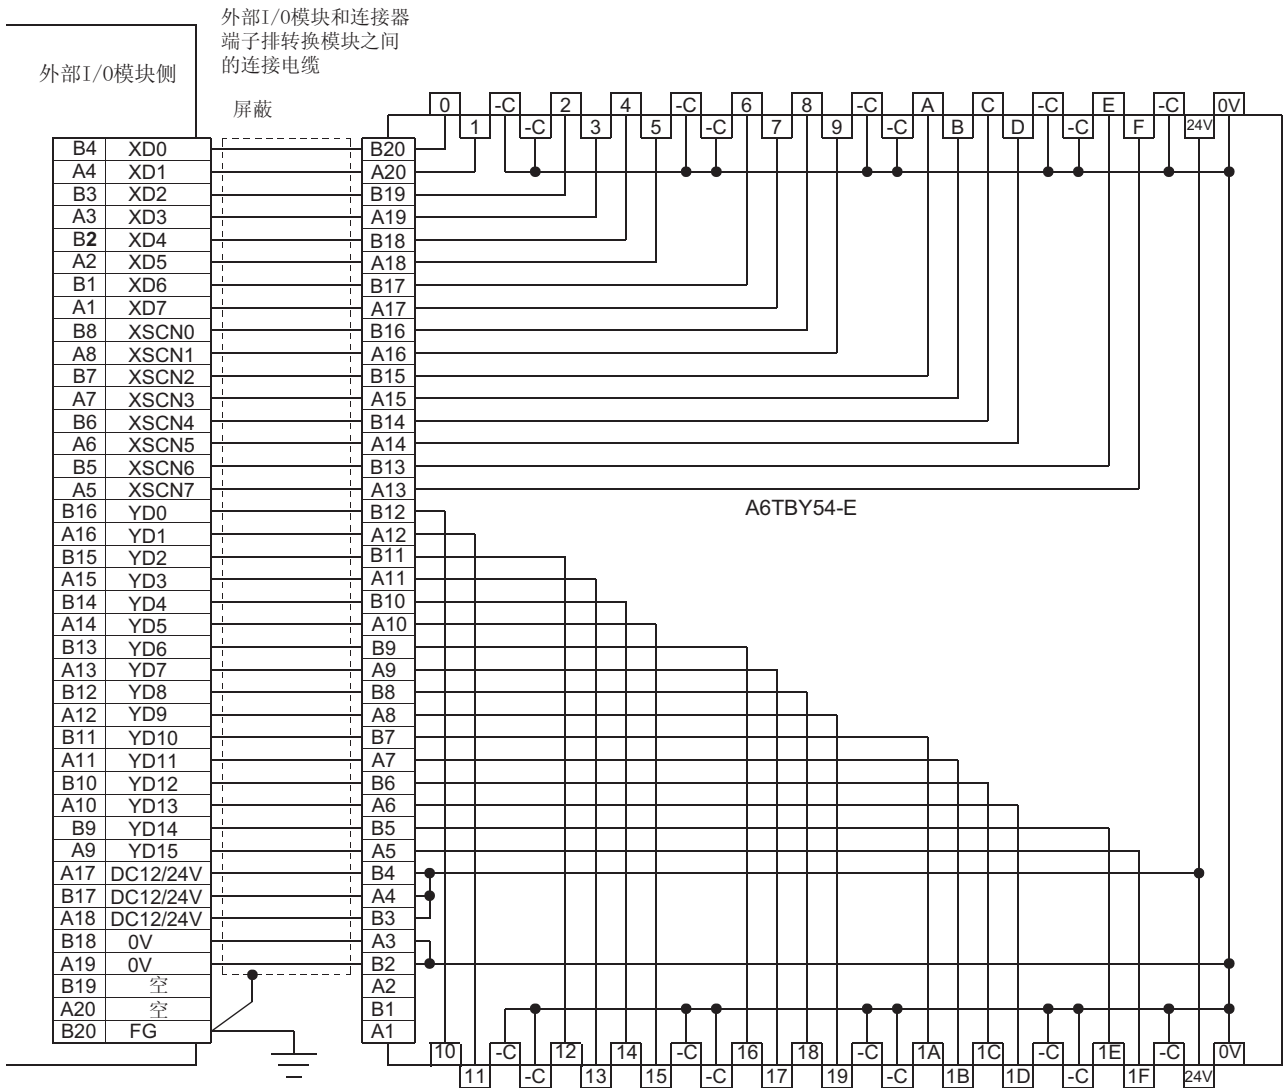 外部I/O模块和连接器
端子排转换模块之间
的连接电缆
外部I/O模块侧
屏蔽
0 -C 2 4 -C 6 8 -C A C -C E -C 0V
1 -C 3 5 -C 7 9 -C B D -C F 24V
B4 XD0 B20
A4 XD1 A20
B3 XD2 B19
A3 XD3 A19
B2 XD4 B18
A2 XD5 A18
B1 XD6 B17
A1 XD7 A17
B8 XSCN0 B16
A8 XSCN1 A16
B7 XSCN2 B15
A7 XSCN3 A15
B6 XSCN4 B14
A6 XSCN5 A14
B5 XSCN6 B13
A5 XSCN7 A13
A6TBY54-E
B16 YD0 B12
A16 YD1 A12
B15 YD2 B11
A15 YD3 A11
B14 YD4 B10
A14 YD5 A10
B13 YD6 B9
A13 YD7 A9
B12 YD8 B8
A12 YD9 A8
B11 YD10 B7
A11 YD11 A7
B10 YD12 B6
A10 YD13 A6
B9 YD14 B5
A9 YD15 A5
A17 DC12/24V B4
B17 DC12/24V A4
A18 DC12/24V B3
B18 0V A3
A19 0V B2
B19 空 A2
A20 空 B1
B20 FG A1
10 -C 12 14 -C 16 18 -C 1A 1C -C 1E -C 0V
11 -C 13 15 -C 17 19 -C 1B 1D -C 1F 24V